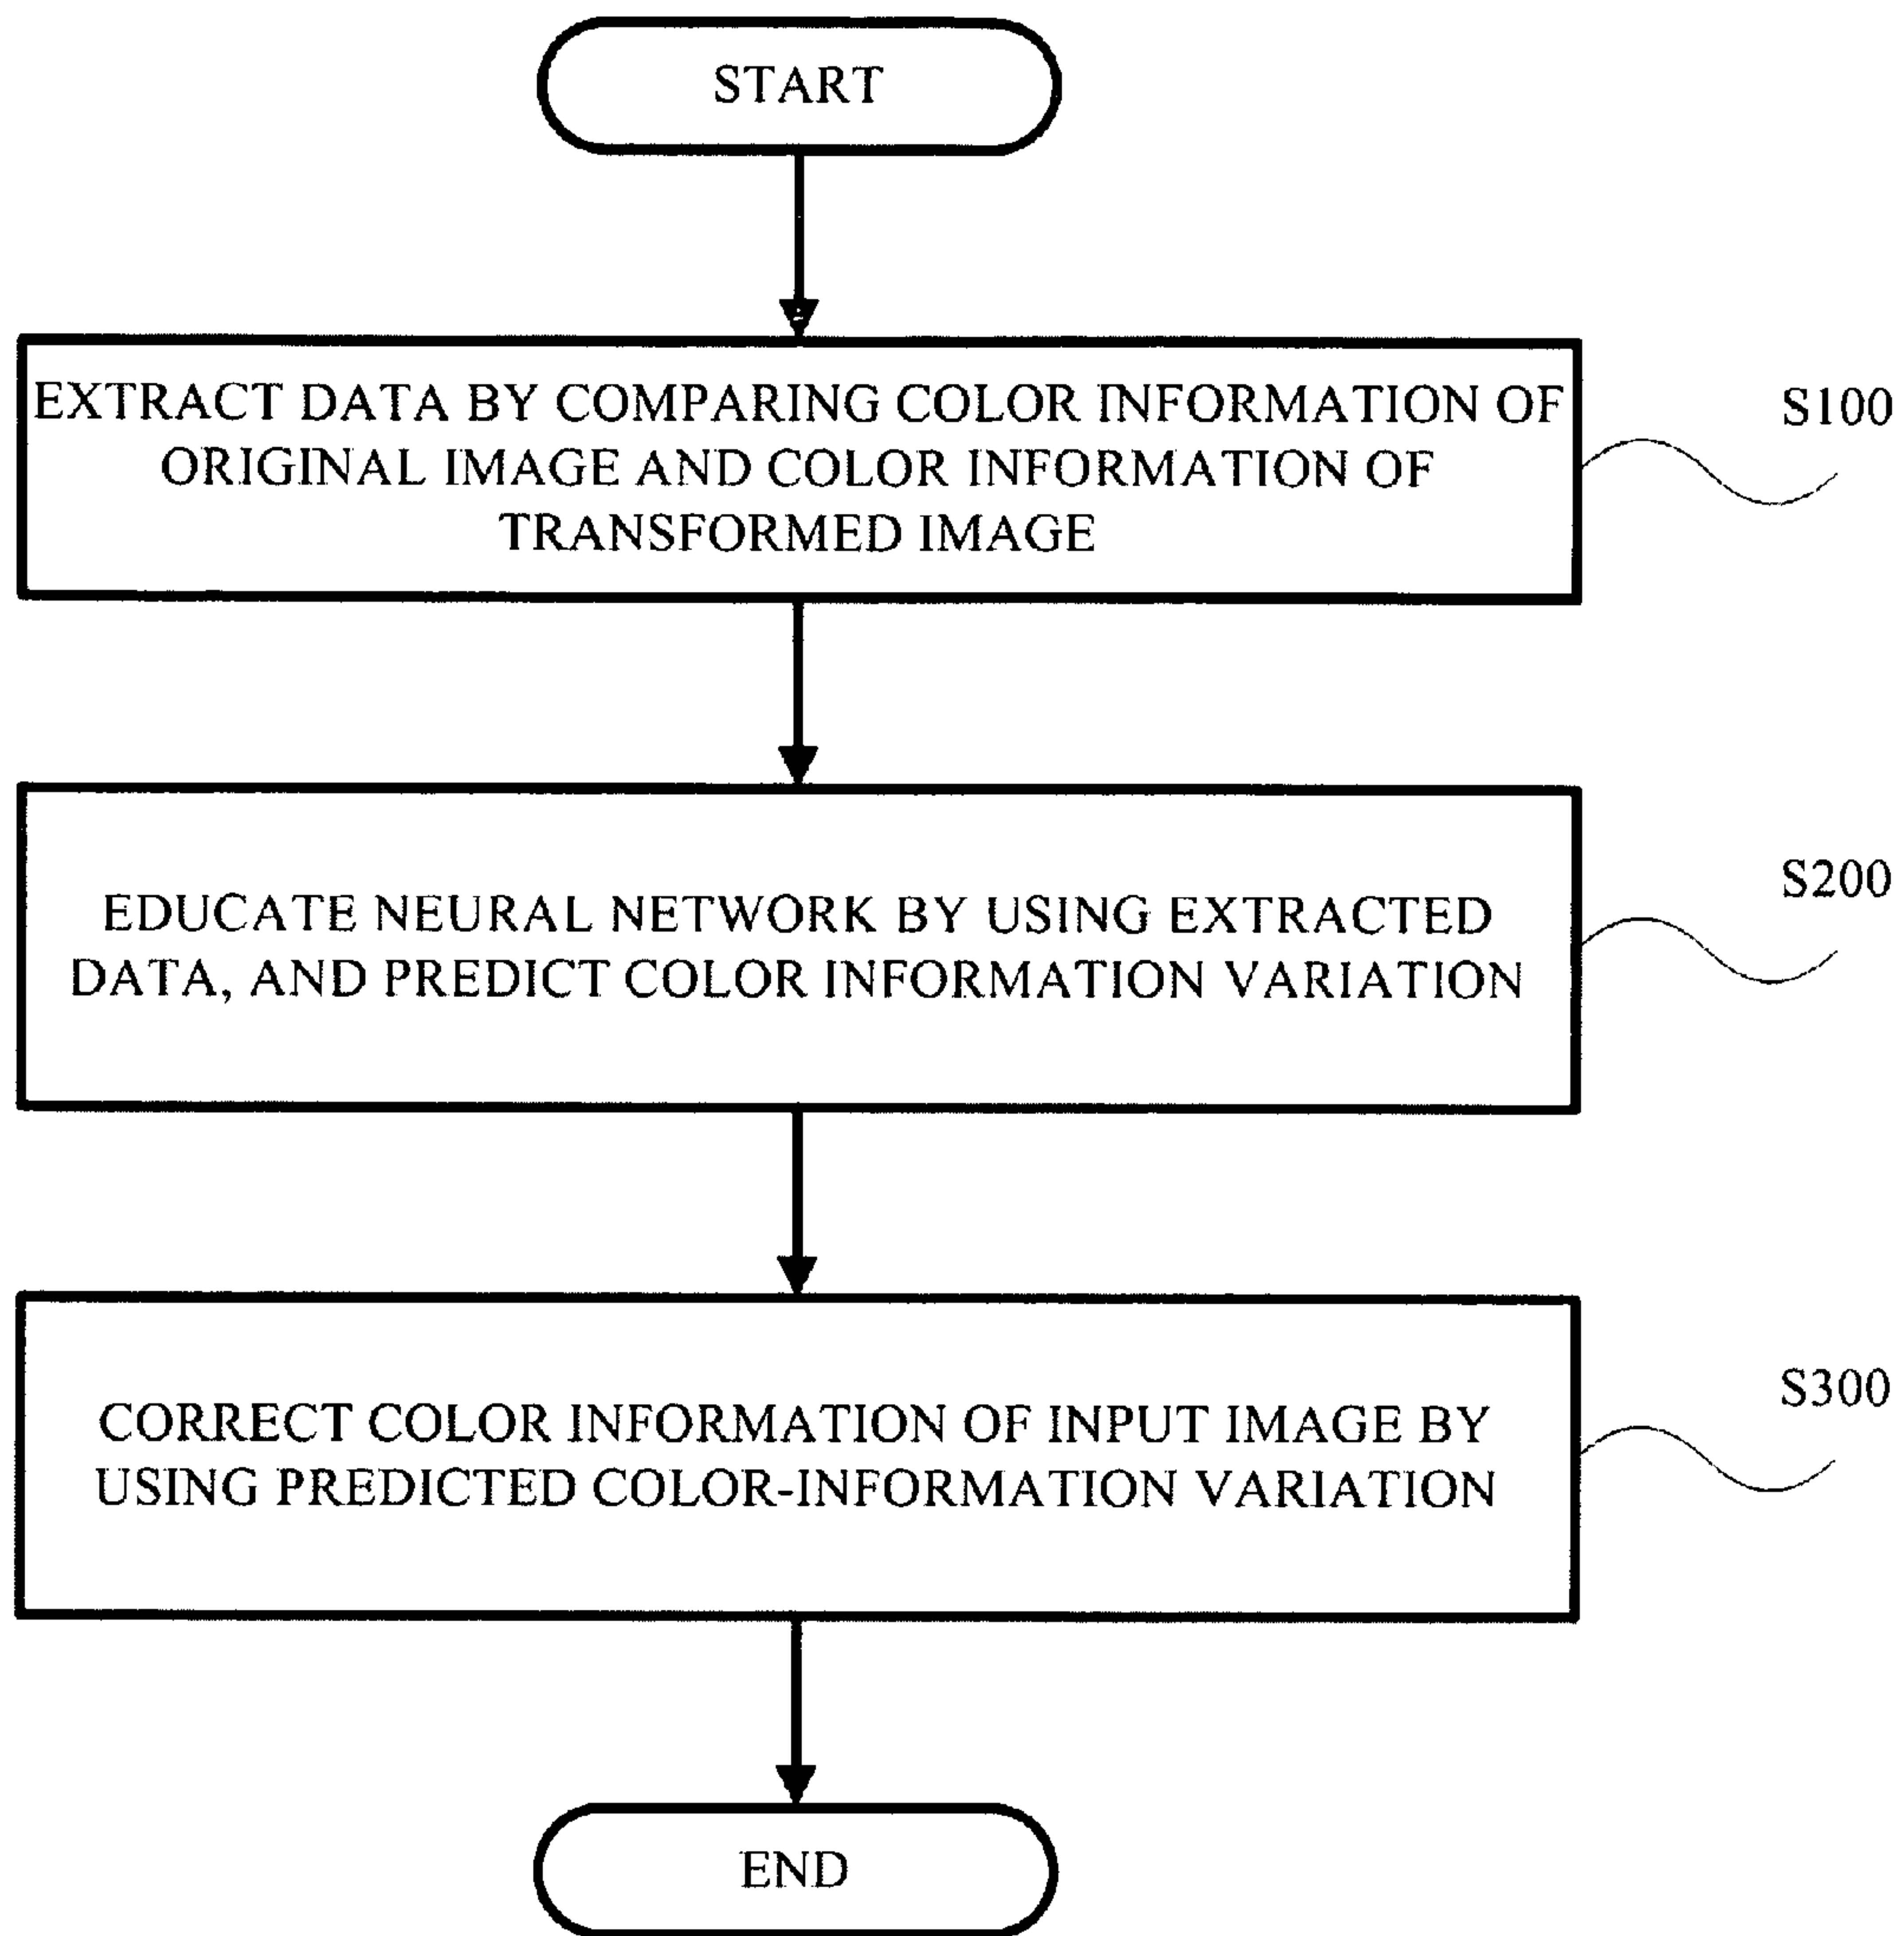 START
EXTRACT DATA BY COMPARING COLOR INFORMATION OF
ORIGINAL IMAGE AND COLOR INFORMATION OF
TRANSFORMED IMAGE
S100
EDUCATE NEURAL NETWORK BY USING EXTRACTED
DATA, AND PREDICT COLOR INFORMATION VARIATION
S200
CORRECT COLOR INFORMATION OF INPUT IMAGE BY
USING PREDICTED COLOR-INFORMATION VARIATION
S300
END